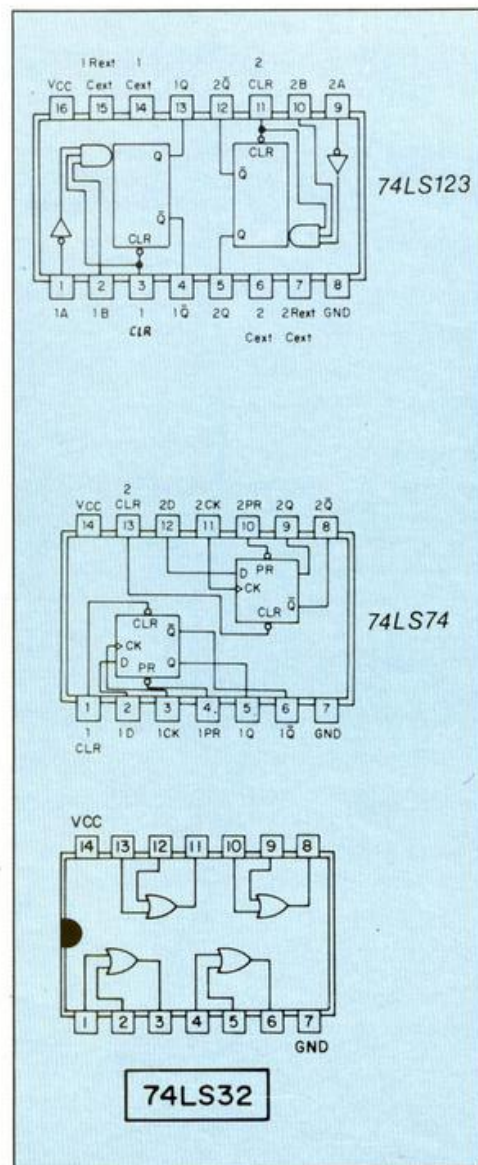 1 Rext 1 2
VCC Cext Cext 1Q 2Q̄ CLR 2B 2A
16 15 14 13 12 11 10 9
Q CLR
Q̄
Q̄
CLR Q
74LS123
1 2 3 4 5 6 7 8
1A 1B 1 1Q̄ 2Q 2 2Rext GND
CLR Cext Cext
2
VCC CLR 2D 2CK 2PR 2Q 2Q̄
14 13 12 11 10 9 8
D PR
CK
CLR Q̄
CLR Q̄
CK
D Q
PR
74LS74
1 2 3 4 5 6 7
1 1D 1CK 1PR 1Q 1Q̄ GND
CLR
VCC
14 13 12 11 10 9 8
1 2 3 4 5 6 7
GND
74LS32